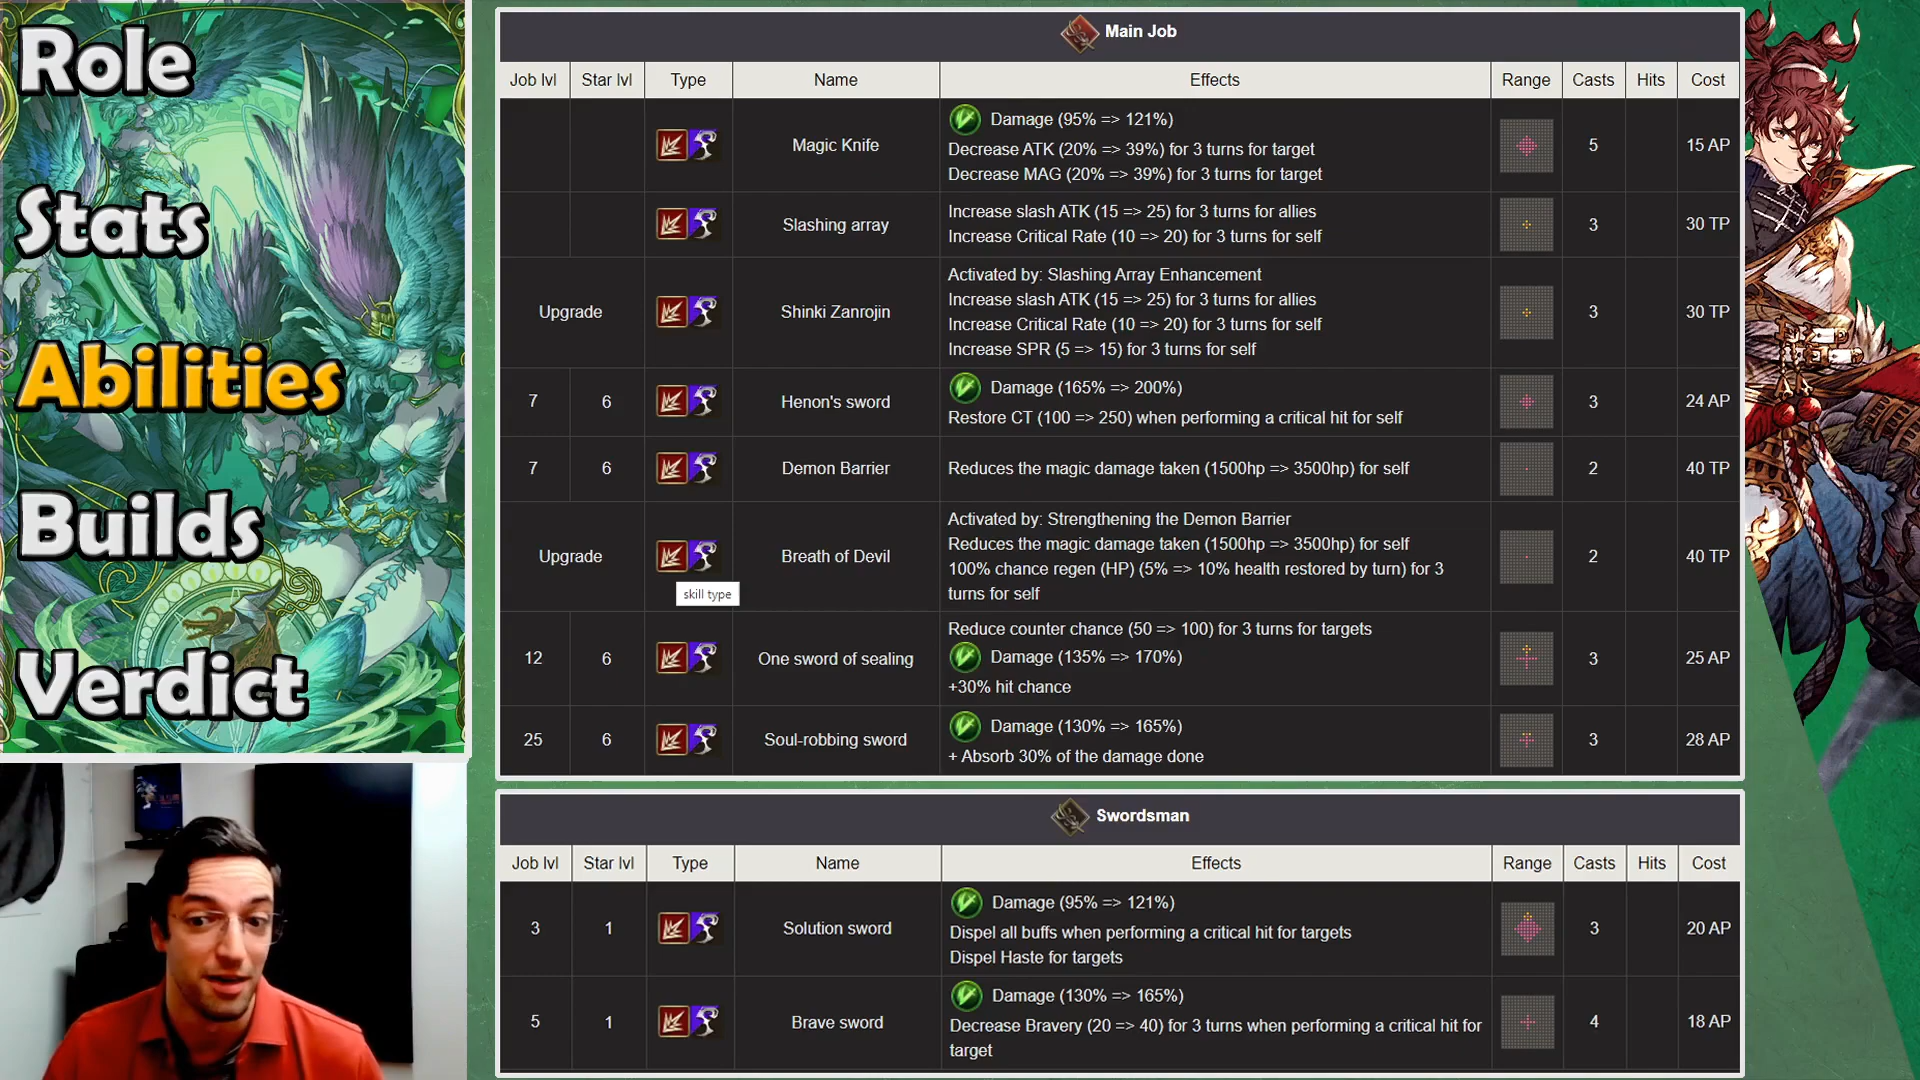 Role
Stats
Abilities
Builds
Verdict
Main Job
Job lvl Star lvl Type Name Effects Range Casts Hits Cost
Magic Knife
Damage (95% => 121%)
Decrease ATK (20% => 39%) for 3 turns for target
Decrease MAG (20% => 39%) for 3 turns for target
5 15 AP
Slashing array
Increase slash ATK (15 => 25) for 3 turns for allies
Increase Critical Rate (10 => 20) for 3 turns for self
3 30 TP
Upgrade Shinki Zanrojin
Activated by: Slashing Array Enhancement
Increase slash ATK (15 => 25) for 3 turns for allies
Increase Critical Rate (10 => 20) for 3 turns for self
Increase SPR (5 => 15) for 3 turns for self
3 30 TP
7 6 Henon's sword
Damage (165% => 200%)
Restore CT (100 => 250) when performing a critical hit for self
3 24 AP
7 6 Demon Barrier
Reduces the magic damage taken (1500hp => 3500hp) for self
2 40 TP
Upgrade Breath of Devil
Activated by: Strengthening the Demon Barrier
Reduces the magic damage taken (1500hp => 3500hp) for self
100% chance regen (HP) (5% => 10% health restored by turn) for 3
turns for self
2 40 TP
skill type
12 6 One sword of sealing
Reduce counter chance (50 => 100) for 3 turns for targets
Damage (135% => 170%)
+30% hit chance
3 25 AP
25 6 Soul-robbing sword
Damage (130% => 165%)
+ Absorb 30% of the damage done
3 28 AP
Swordsman
Job lvl Star lvl Type Name Effects Range Casts Hits Cost
3 1 Solution sword
Damage (95% => 121%)
Dispel all buffs when performing a critical hit for targets
Dispel Haste for targets
3 20 AP
5 1 Brave sword
Damage (130% => 165%)
Decrease Bravery (20 => 40) for 3 turns when performing a critical hit for
target
4 18 AP